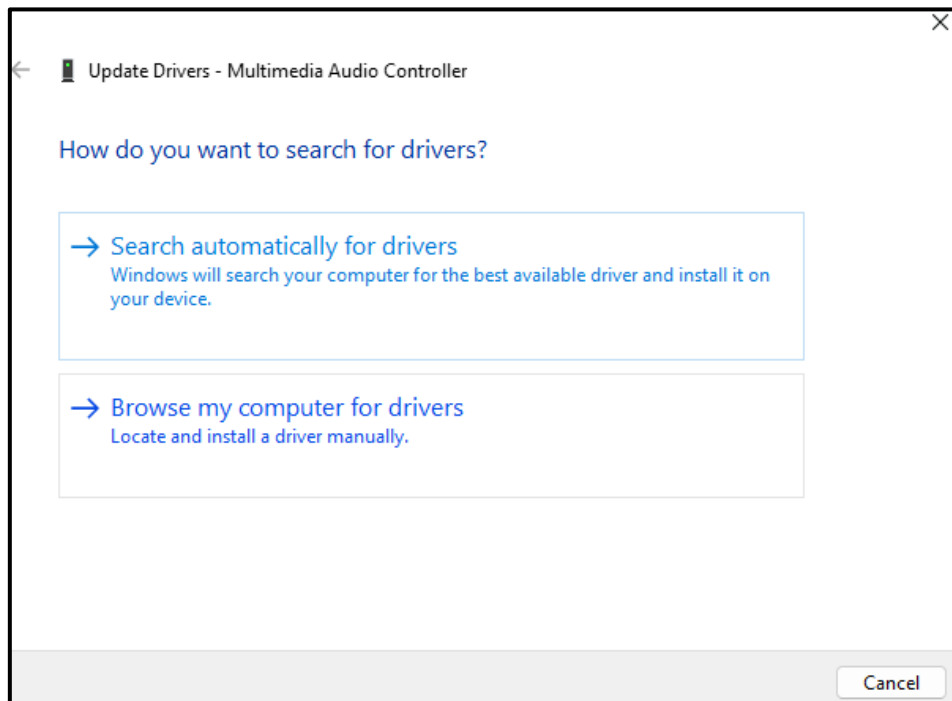 Update Drivers - Multimedia Audio Controller
How do you want to search for drivers?
Search automatically for drivers
Windows will search your computer for the best available driver and install it on
your device.
Browse my computer for drivers
Locate and install a driver manually.
Cancel